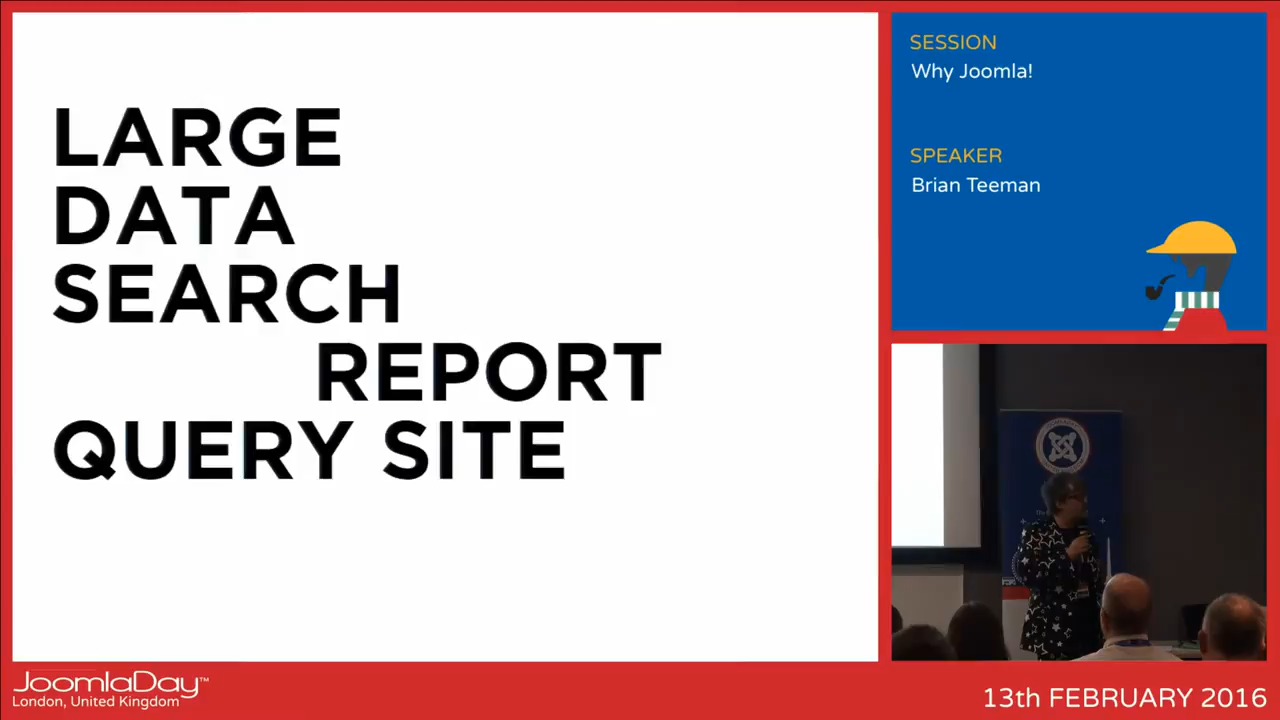 LARGE
DATA
SEARCH
REPORT
QUERY SITE
SESSION
Why Joomla!
SPEAKER
Brian Teeman
JoomlaDay™
London, United Kingdom
13th FEBRUARY 2016